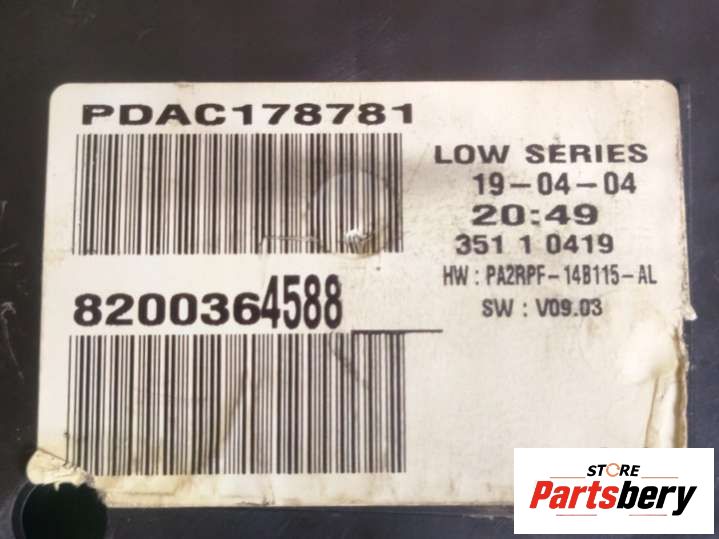 PDAC178781
LOW SERIES
19-04-04
20:49
351 1 0419
HW : PA2RPF-14B115-AL
SW : V09.03
8200364588
STORE
Partsbery